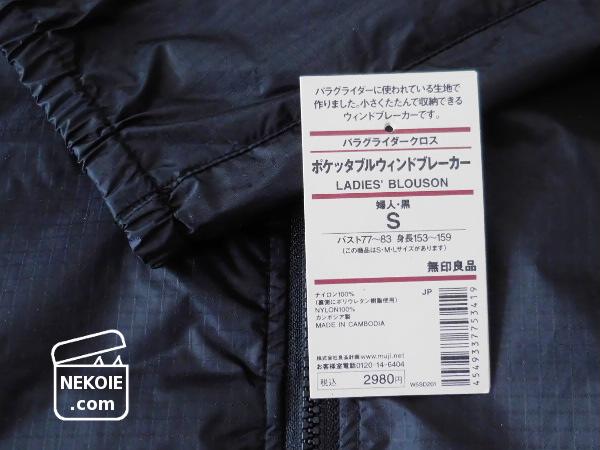 パラグライダーに使われている生地で
作りました。小さくたたんで収納できる
ウィンドブレーカーです。
パラグライダークロス
ポケッタブルウィンドブレーカー
LADIES' BLOUSON
婦人・黒
S
バスト77〜83 身長153〜159
(この商品はS・M・Lサイズがあります)
無印良品
ナイロン100%
(裏側にポリウレタン樹脂使用)
NYLON100%
カンボジア製
MADE IN CAMBODIA
JP
4549337753419
株式会社良品計画www.muji.net
お客様室電話0120-14-6404
税込 2980円
W5SD201
NEKOIE
.com